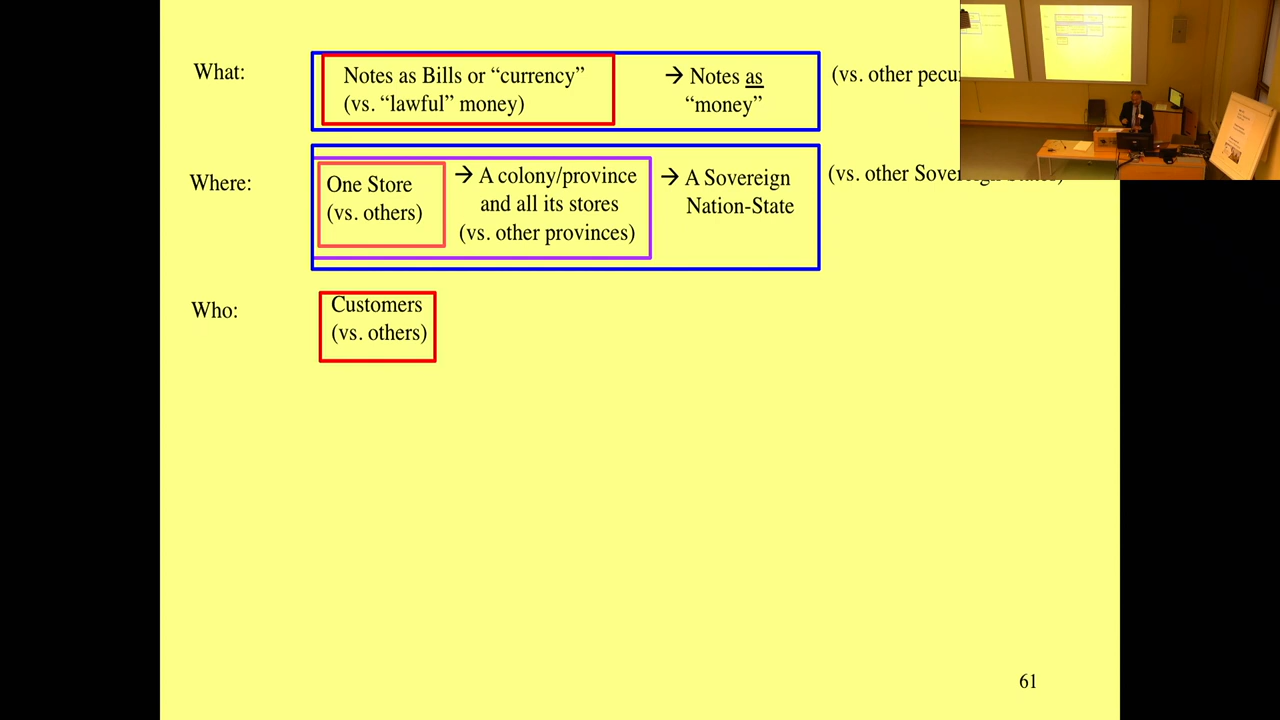 What:
Notes as Bills or “currency”
(vs. “lawful” money)
→ Notes as
“money”
(vs. other
Where:
One Store
(vs. others)
→ A colony/province
and all its stores
(vs. other provinces)
→ A Sovereign
Nation-State
(vs. other Sovereign States)
Who:
Customers
(vs. others)
61